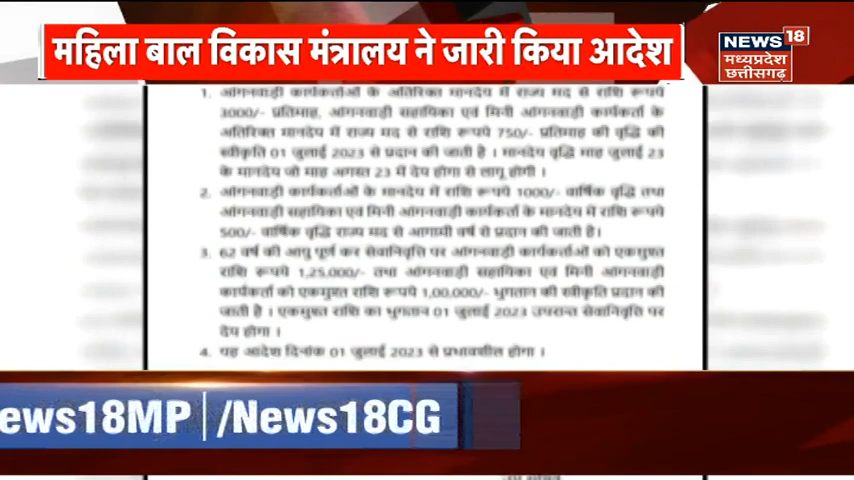 महिला बाल विकास मंत्रालय ने जारी किया आदेश
NEWS 18
मध्यप्रदेश
छत्तीसगढ़
1. आंगनवाड़ी कार्यकर्ताओं के अतिरिक्त मानदेय में राज्य मद से राशि रूपये
3000/- प्रतिमाह, आंगनवाड़ी सहायिका एवं मिनी आंगनवाड़ी कार्यकर्ता के
अतिरिक्त मानदेय में राज्य मद से राशि रूपये 750/- प्रतिमाह की वृद्धि की
स्वीकृति 01 जुलाई 2023 से प्रदान की जाती है । मानदेय वृद्धि माह जुलाई 23
के मानदेय जो माह अगस्त 23 में देय होगा से लागू होगी ।
2. आंगनवाड़ी कार्यकर्ताओं के मानदेय में राशि रूपये 1000/- वार्षिक वृद्धि तथा
आंगनवाड़ी सहायिका एवं मिनी आंगनवाड़ी कार्यकर्ता के मानदेय में राशि रूपये
500/- वार्षिक वृद्धि राज्य मद से आगामी वर्ष से प्रदान की जाती है।
3. 62 वर्ष की आयु पूर्ण कर सेवानिवृत्ति पर आंगनवाड़ी कार्यकर्ताओं को एकमुश्त
राशि रूपये 1,25,000/- तथा आंगनवाड़ी सहायिका एवं मिनी आंगनवाड़ी
कार्यकर्ता को एकमुश्त राशि रूपये 1,00,000/- भुगतान की स्वीकृति प्रदान की
जाती है । एकमुश्त राशि का भुगतान 01 जुलाई 2023 उपरान्त सेवानिवृत्ति पर
देय होगा ।
4. यह आदेश दिनांक 01 जुलाई 2023 से प्रभावशील होगा ।
ews18MP /News18CG